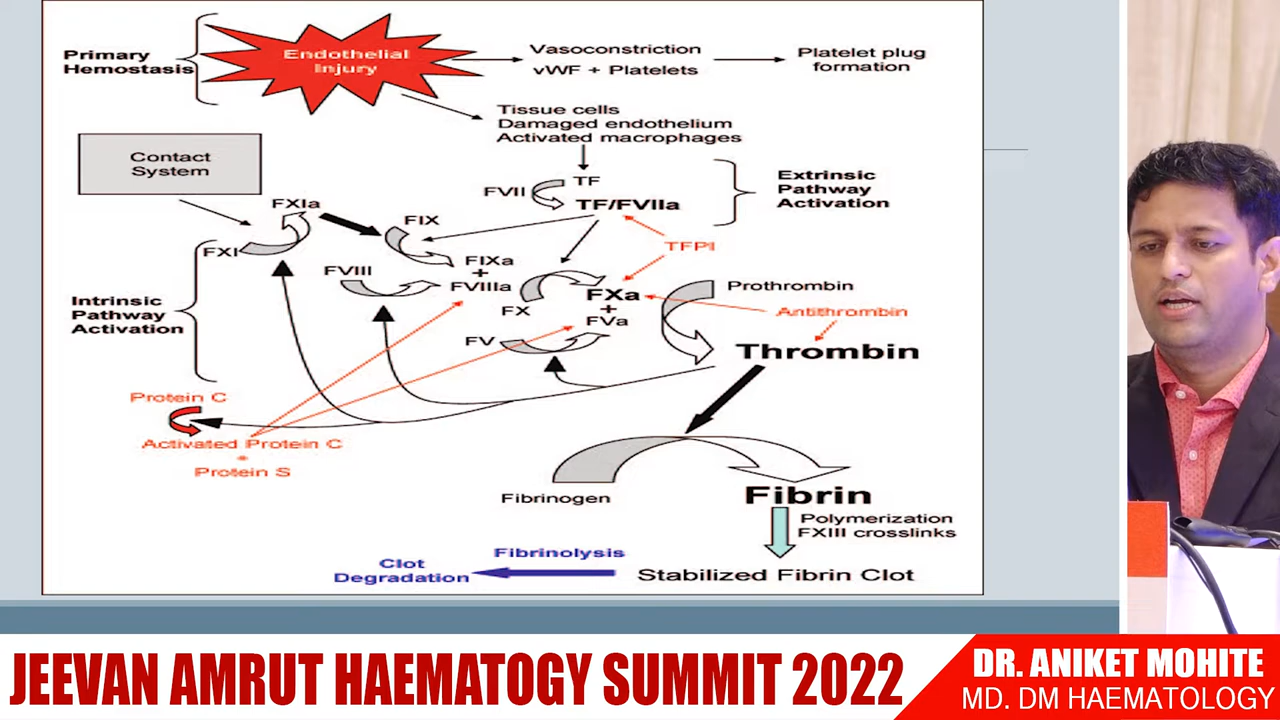 Primary
Hemostasis
Endothelial
Injury
Vasoconstriction
vWF + Platelets
Platelet plug
formation
Tissue cells
Damaged endothelium
Activated macrophages
Contact
System
TF
FVII
TF/FVIIa
Extrinsic
Pathway
Activation
FXIa
FIX
FXI
TFPI
FIXa
+
FVIIIa
FVIII
FX
FXa
+
FVa
FV
Prothrombin
Antithrombin
Thrombin
Intrinsic
Pathway
Activation
Protein C
Activated Protein C
+
Protein S
Fibrinogen
Fibrin
Polymerization
FXIII crosslinks
Stabilized Fibrin Clot
Fibrinolysis
Clot
Degradation
JEEVAN AMRUT HAEMATOGY SUMMIT 2022
DR. ANIKET MOHITE
MD. DM HAEMATOLOGY